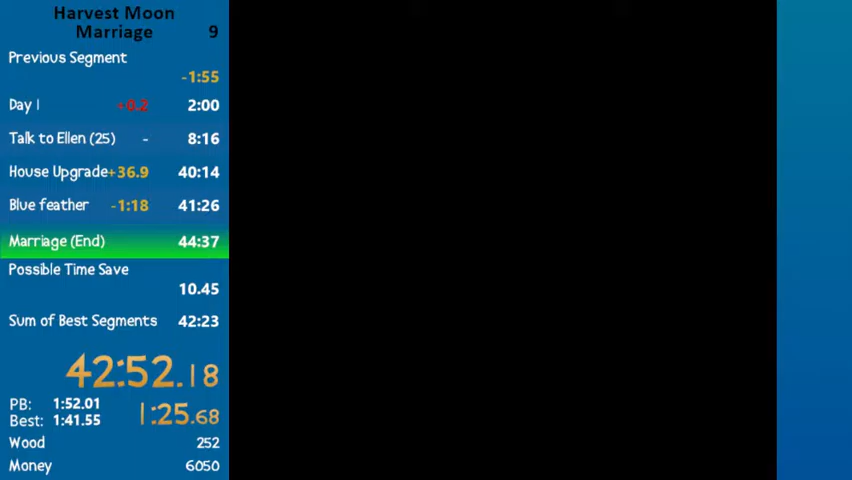 Harvest Moon
Marriage 9
Previous Segment
-1:55
Day 1 +0.2 2:00
Talk to Ellen (25) - 8:16
House Upgrade +36.9 40:14
Blue feather -1:18 41:26
Marriage (End) 44:37
Possible Time Save
10.45
Sum of Best Segments 42:23
42:52.18
PB: 1:52.01 1:25.68
Best: 1:41.55
Wood 252
Money 6050